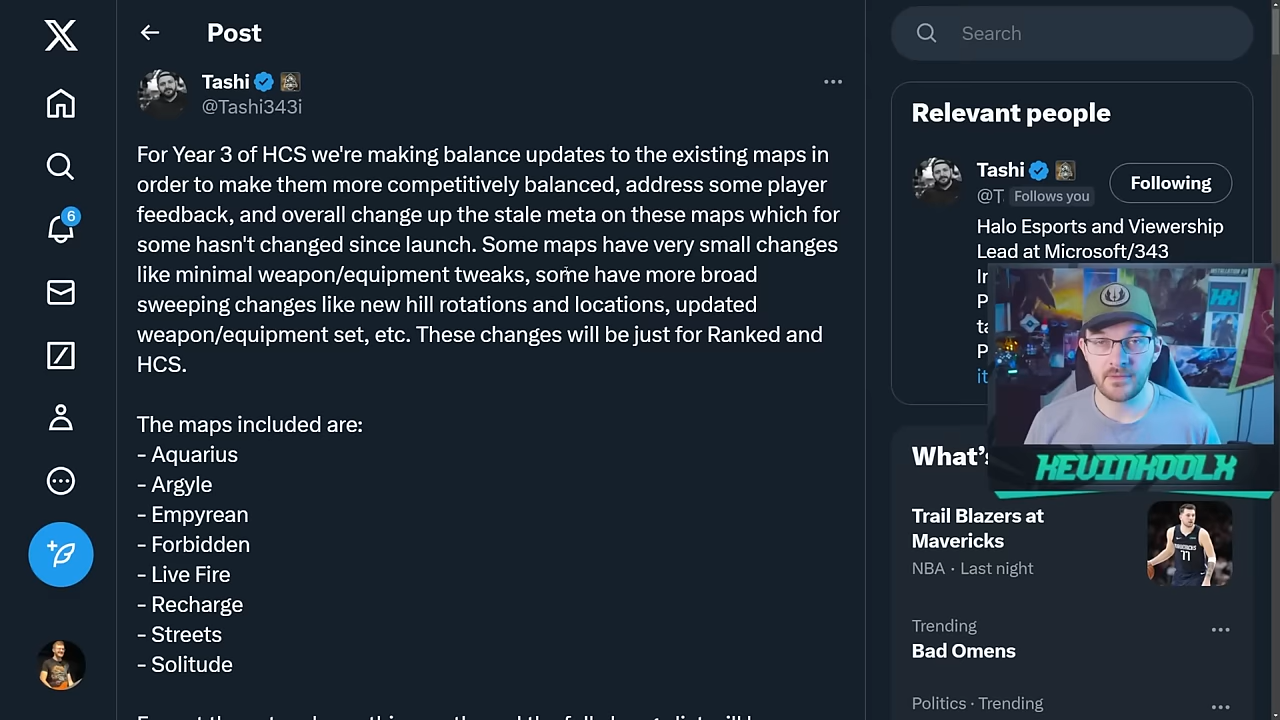 Post
Search
Tashi
@Tashi343i
For Year 3 of HCS we're making balance updates to the existing maps in
order to make them more competitively balanced, address some player
feedback, and overall change up the stale meta on these maps which for
some hasn't changed since launch. Some maps have very small changes
like minimal weapon/equipment tweaks, some have more broad
sweeping changes like new hill rotations and locations, updated
weapon/equipment set, etc. These changes will be just for Ranked and
HCS.
The maps included are:
- Aquarius
- Argyle
- Empyrean
- Forbidden
- Live Fire
- Recharge
- Streets
- Solitude
6
Relevant people
Tashi
@T Follows you
Following
Halo Esports and Viewership
Lead at Microsoft/343
In
P
ta
P
it
KEVINKOOLX
What's
Trail Blazers at
Mavericks
NBA · Last night
Trending
Bad Omens
Politics · Trending